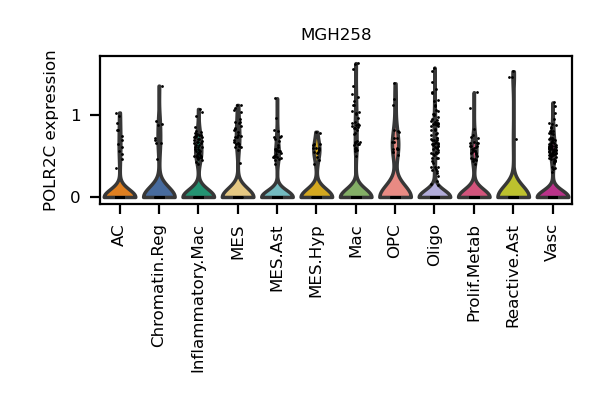 MGH258
POLR2C expression
1
0
AC
Chromatin.Reg
Inflammatory.Mac
MES
MES.Ast
MES.Hyp
Mac
OPC
Oligo
Prolif.Metab
Reactive.Ast
Vasc